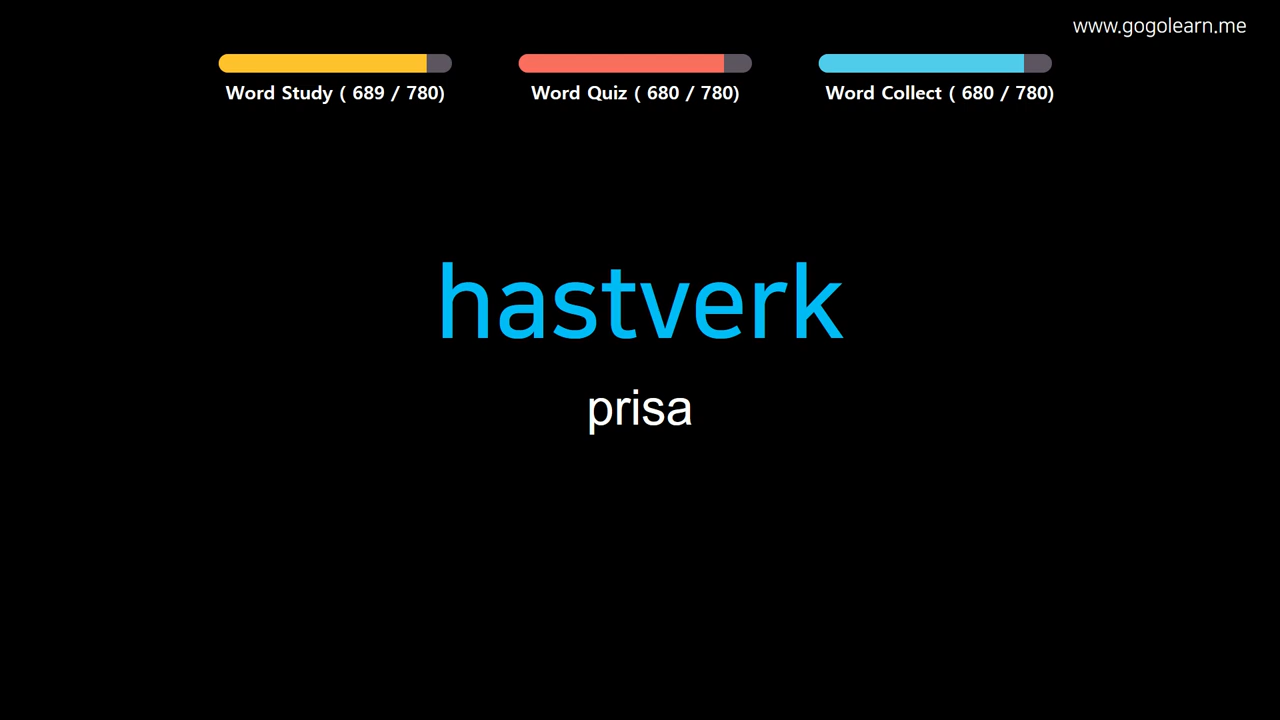 www.gogolearn.me
Word Study ( 689 / 780)
Word Quiz ( 680 / 780)
Word Collect ( 680 / 780)
hastverk
prisa